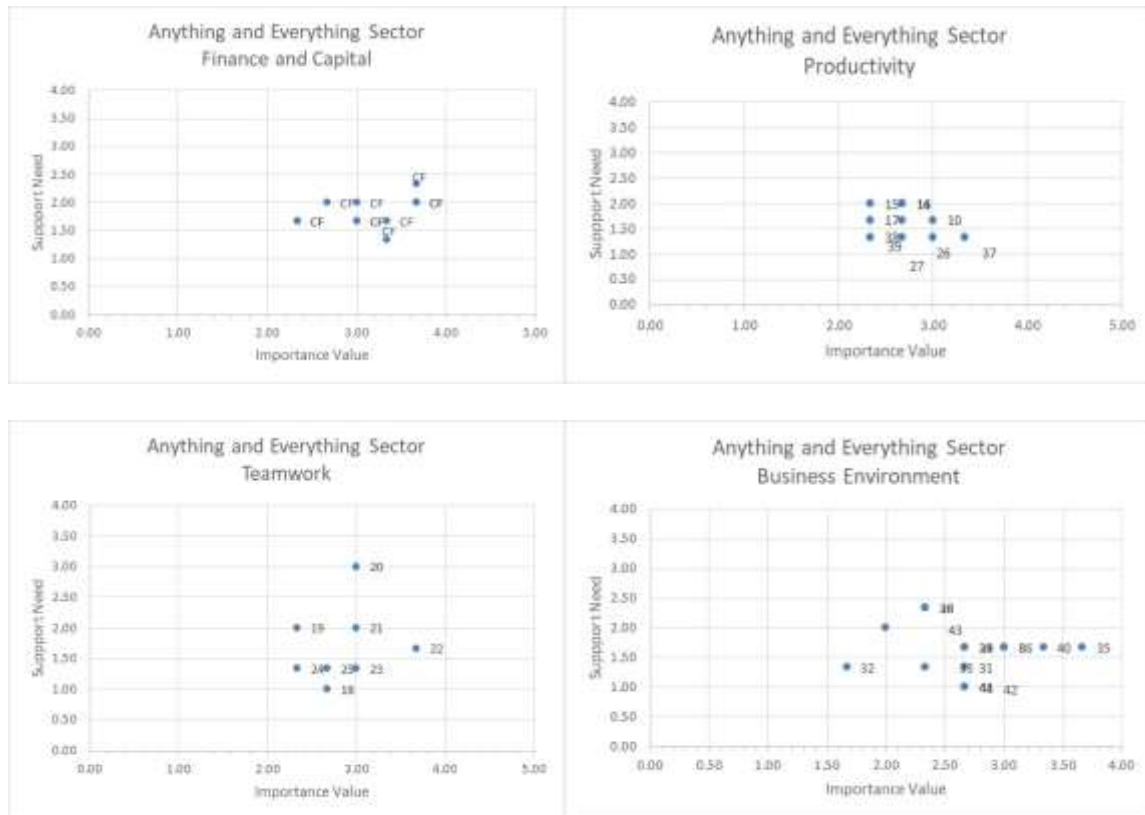 Anything and Everything Sector
Finance and Capital
4.00
3.50
3.00
2.50
2.00
1.50
1.00
0.50
0.00
Suppport Need
CF
CF CF CF
CF CF CF
CF
0.00 1.00 2.00 3.00 4.00 5.00
Importance Value
Anything and Everything Sector
Productivity
4.00
3.50
3.00
2.50
2.00
1.50
1.00
0.50
0.00
Suppport Need
15
17 10
39 26 37
27
0.00 1.00 2.00 3.00 4.00 5.00
Importance Value
Anything and Everything Sector
Teamwork
4.00
3.50
3.00
2.50
2.00
1.50
1.00
0.50
0.00
Suppport Need
20
19 21
22
24 25 23
18
0.00 1.00 2.00 3.00 4.00 5.00
Importance Value
Anything and Everything Sector
Business Environment
4.00
3.50
3.00
2.50
2.00
1.50
1.00
0.50
0.00
Suppport Need
43
40 35
32 31
42
0.00 0.50 1.00 1.50 2.00 2.50 3.00 3.50 4.00
Importance Value